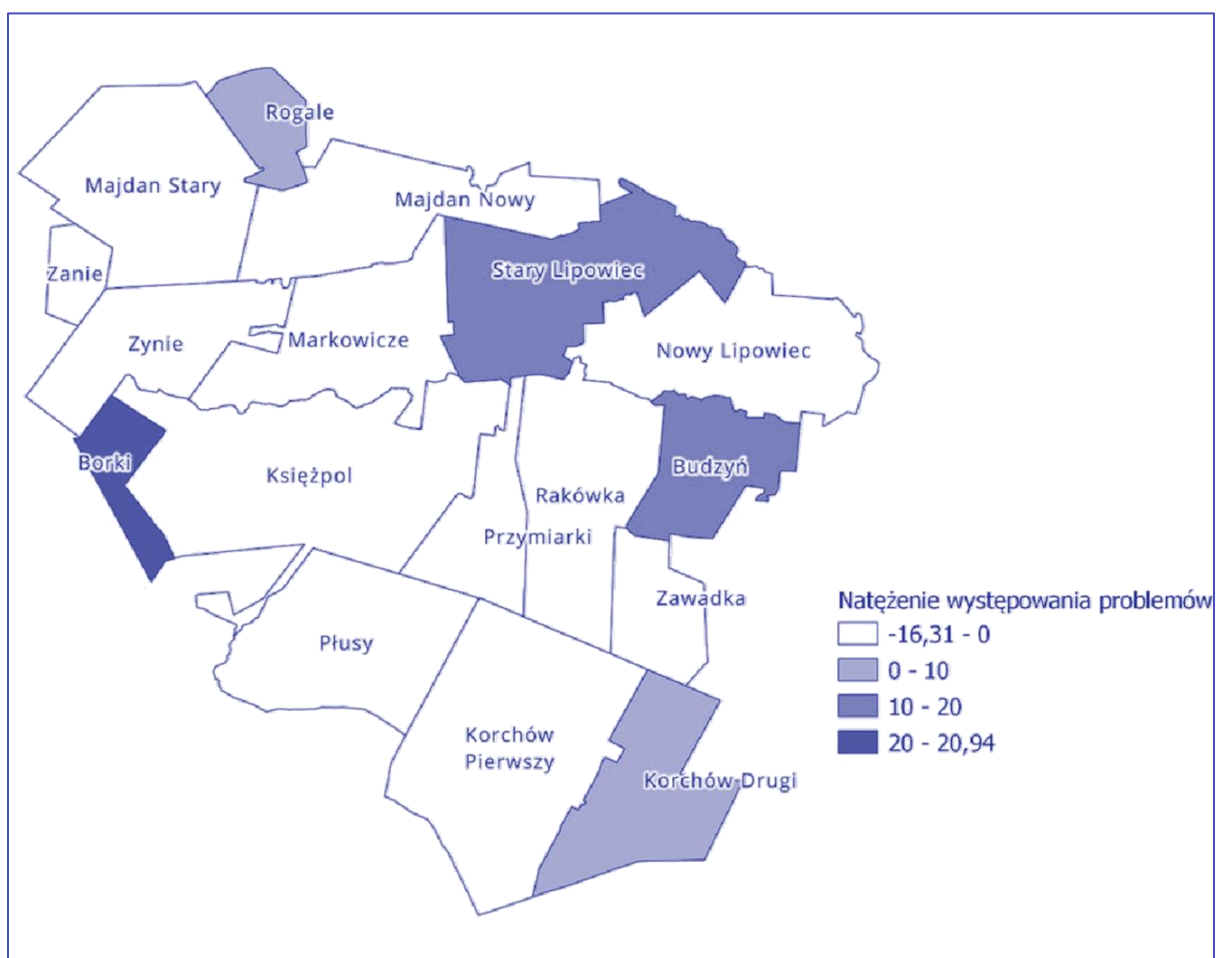 Rogale
Majdan Stary
Majdan Nowy
Zanie
Stary Lipowiec
Zynie
Markowicze
Nowy Lipowiec
Borki
Księżpol
Budzyń
Rakówka
Przymiarki
Zawadka
Płusy
Korchów
Pierwszy
Korchów Drugi
Natężenie występowania problemów
-16,31 - 0
0 - 10
10 - 20
20 - 20,94